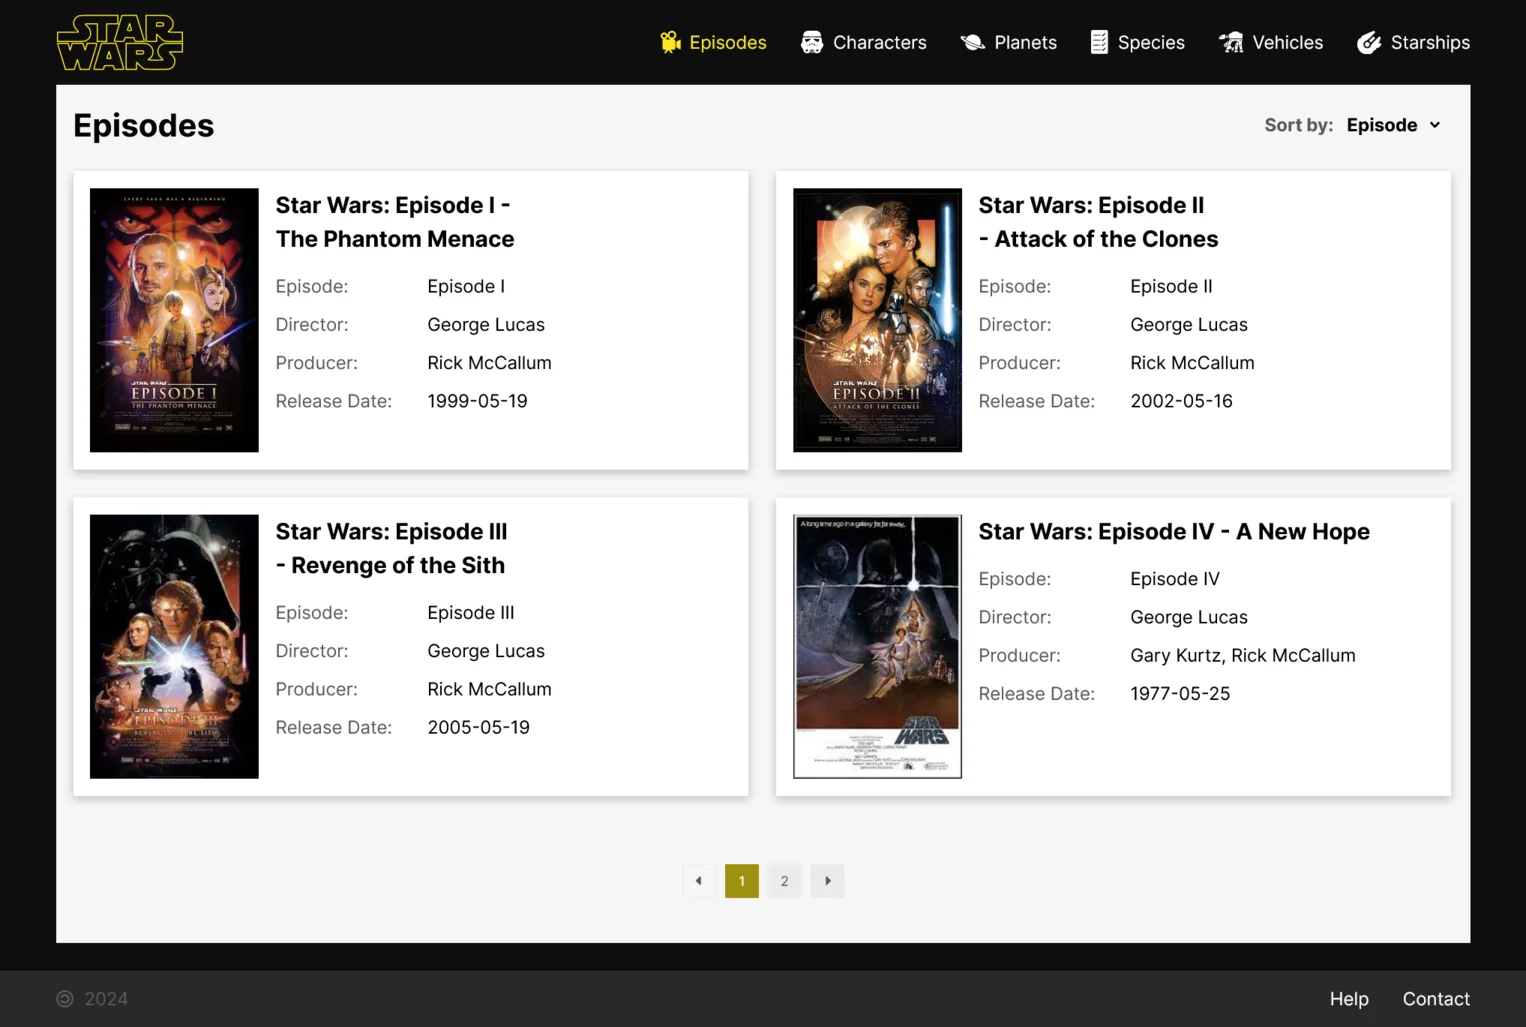 STAR
WARS
Episodes
Characters
Planets
Species
Vehicles
Starships
Episodes
Sort by: Episode
EVERY SAGA HAS A BEGINNING
STAR WARS
EPISODE I
THE PHANTOM MENACE
Star Wars: Episode I -
The Phantom Menace
Episode: Episode I
Director: George Lucas
Producer: Rick McCallum
Release Date: 1999-05-19
STAR WARS
EPISODE II
ATTACK OF THE CLONES
Star Wars: Episode II
- Attack of the Clones
Episode: Episode II
Director: George Lucas
Producer: Rick McCallum
Release Date: 2002-05-16
STAR WARS
EPISODE III
REVENGE OF THE SITH
Star Wars: Episode III
- Revenge of the Sith
Episode: Episode III
Director: George Lucas
Producer: Rick McCallum
Release Date: 2005-05-19
A long time ago in a galaxy far far away...
STAR
WARS
Star Wars: Episode IV - A New Hope
Episode: Episode IV
Director: George Lucas
Producer: Gary Kurtz, Rick McCallum
Release Date: 1977-05-25
1 2
2024
Help
Contact